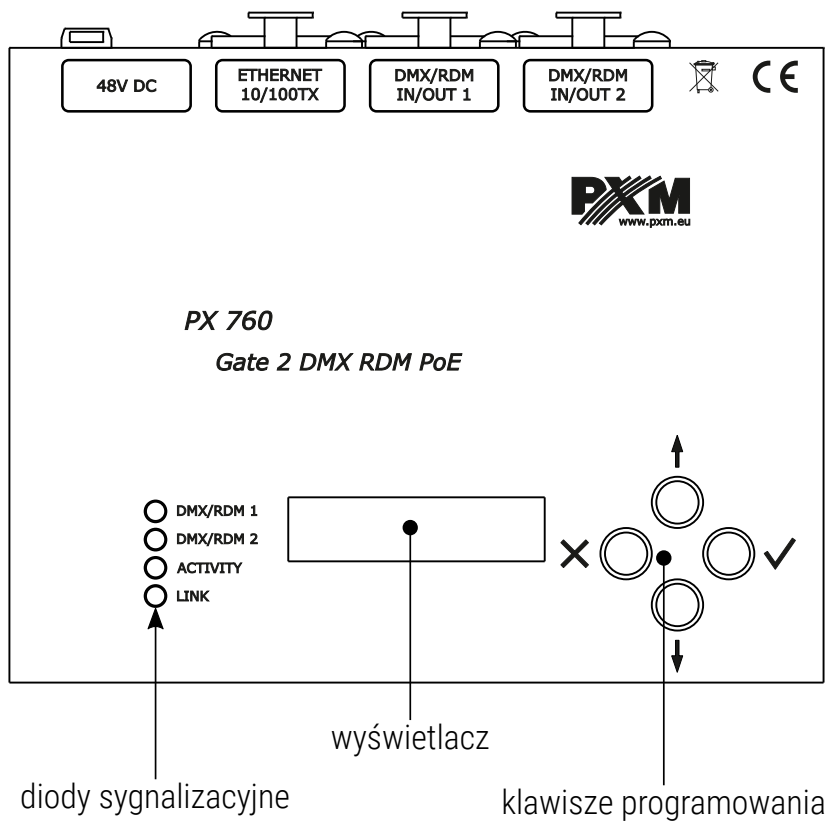 48V DC
ETHERNET
10/100TX
DMX/RDM
IN/OUT 1
DMX/RDM
IN/OUT 2
CE
PXM
www.pxm.eu
PX 760
Gate 2 DMX RDM PoE
DMX/RDM 1
DMX/RDM 2
ACTIVITY
LINK
wyświetlacz
diody sygnalizacyjne
klawisze programowania